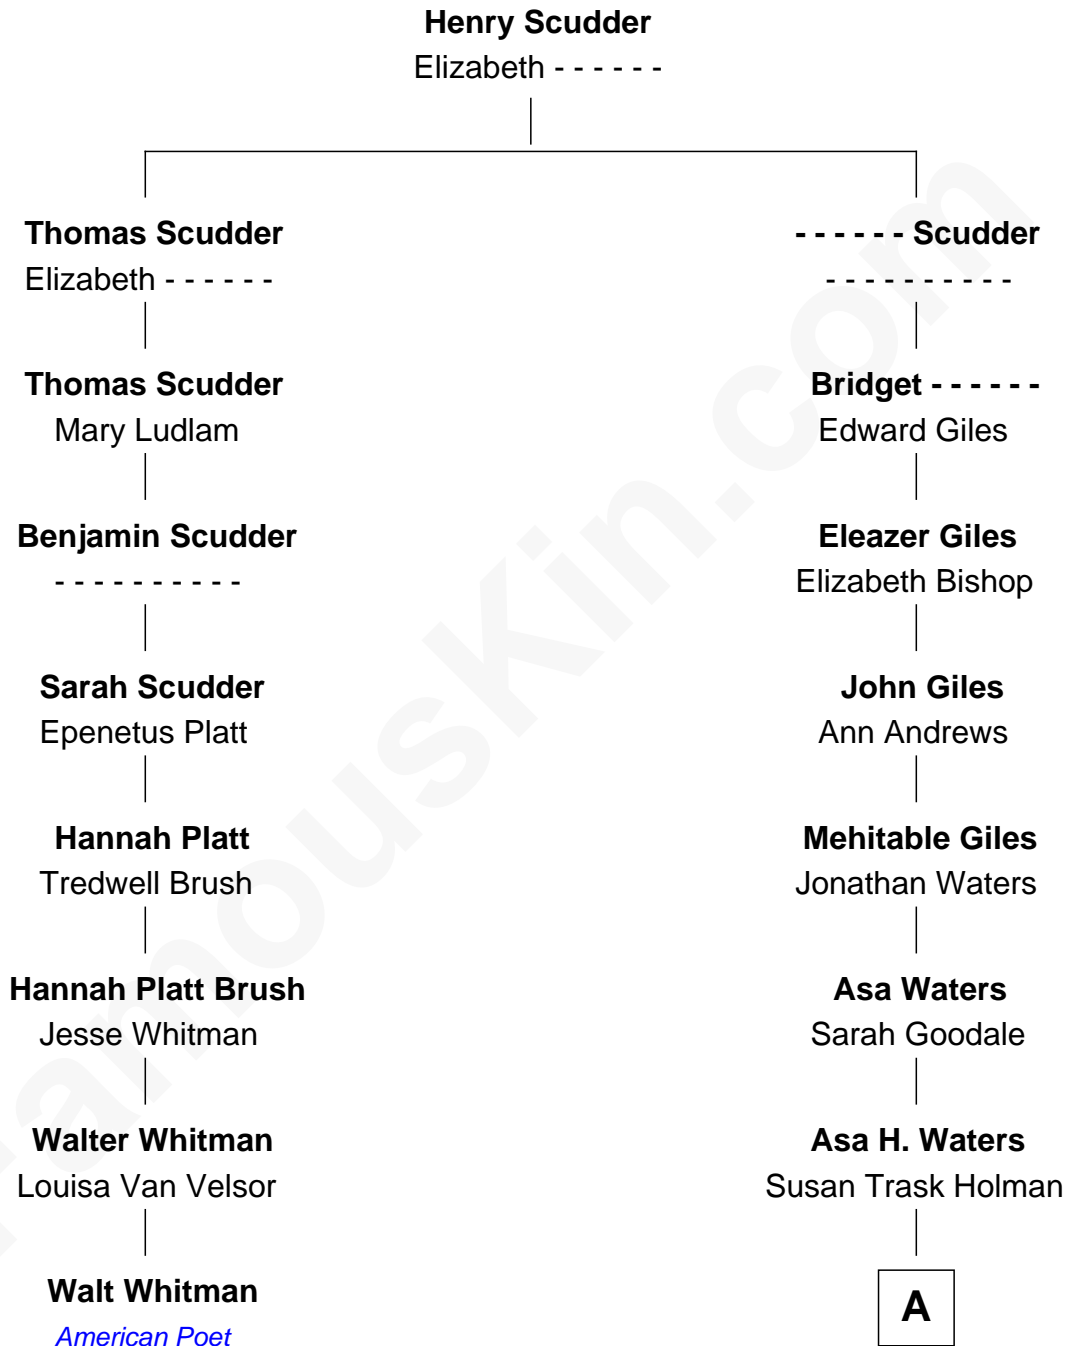 Henry Scudder
Elizabeth - - - - - -
Thomas Scudder
Elizabeth - - - - - -
Thomas Scudder
Mary Ludlam
Benjamin Scudder
- - - - - - - - - -
Sarah Scudder
Epenetus Platt
Hannah Platt
Tredwell Brush
Hannah Platt Brush
Jesse Whitman
Walter Whitman
Louisa Van Velsor
Walt Whitman
American Poet
- - - - - - Scudder
- - - - - - - - - -
Bridget - - - - - -
Edward Giles
Eleazer Giles
Elizabeth Bishop
John Giles
Ann Andrews
Mehitable Giles
Jonathan Waters
Asa Waters
Sarah Goodale
Asa H. Waters
Susan Trask Holman
A
FamousKin.com